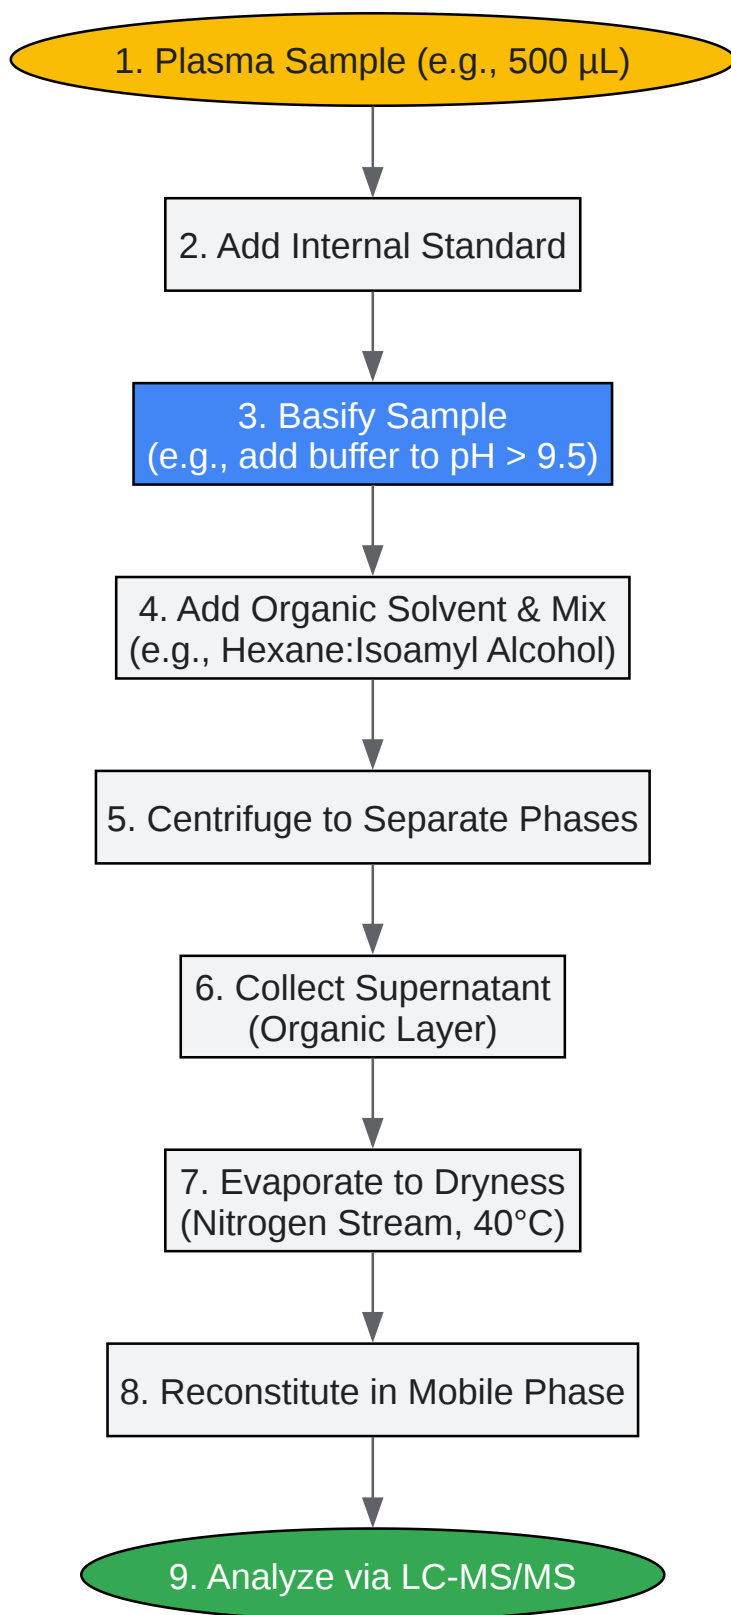 1. Plasma Sample (e.g., 500 µL)
2. Add Internal Standard
3. Basify Sample
(e.g., add buffer to pH > 9.5)
4. Add Organic Solvent & Mix
(e.g., Hexane:Isoamyl Alcohol)
5. Centrifuge to Separate Phases
6. Collect Supernatant
(Organic Layer)
7. Evaporate to Dryness
(Nitrogen Stream, 40°C)
8. Reconstitute in Mobile Phase
9. Analyze via LC-MS/MS